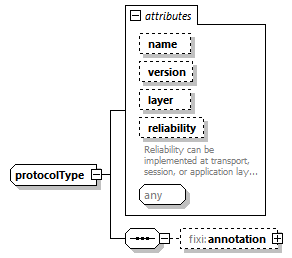 attributes
name
version
layer
reliability
Reliability can be
implemented at transport,
session, or application lay...
any
protocolType
fixi:annotation